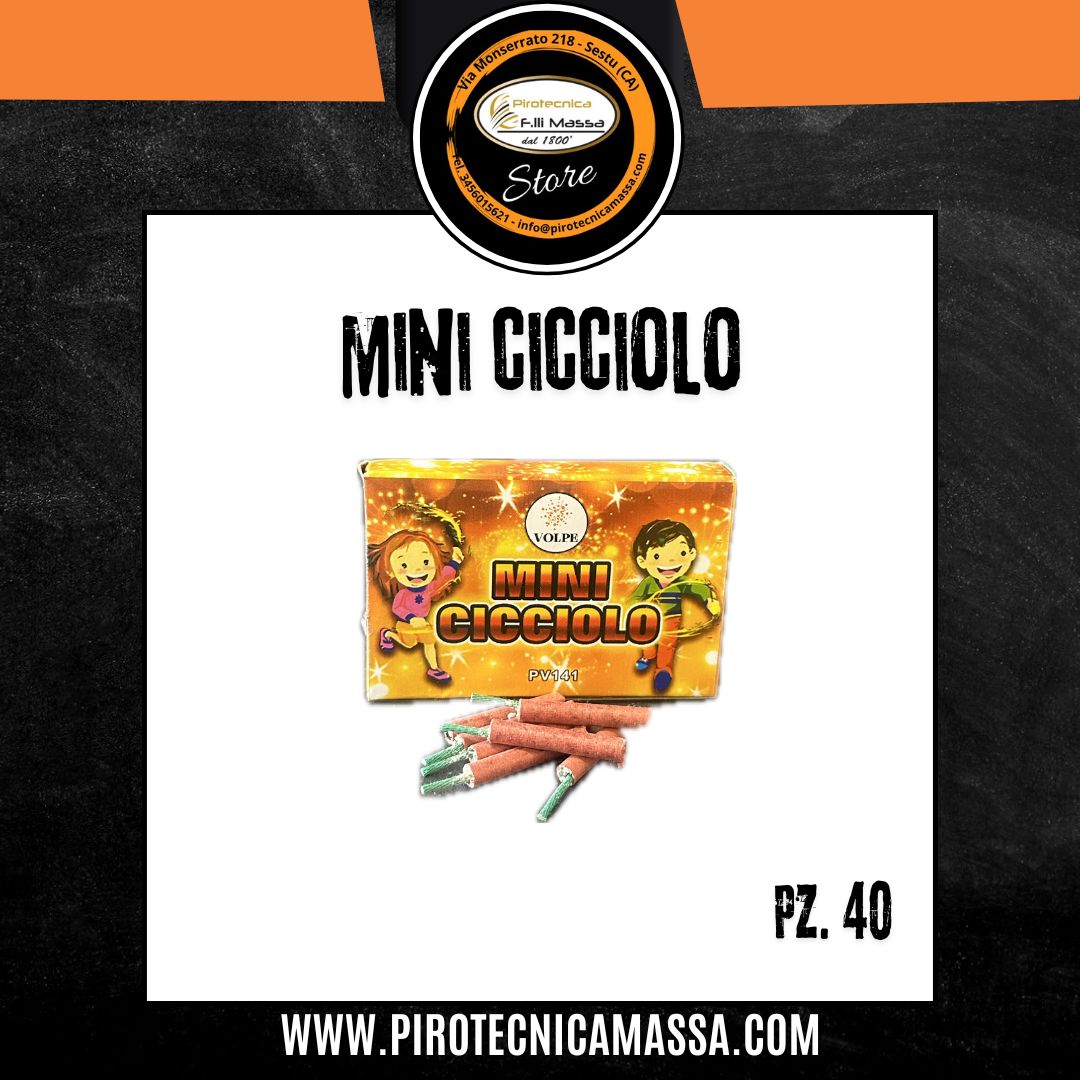 Via Monserrato 218 - Sestu (CA)
Pirotecnica
F.lli Massa
dal 1800'
Store
Tel. 3456015621 - info@pirotecnicamassa.com
MINI CICCIOLO
VOLPE
MINI
CICCIOLO
PV141
PZ. 40
WWW.PIROTECNICAMASSA.COM